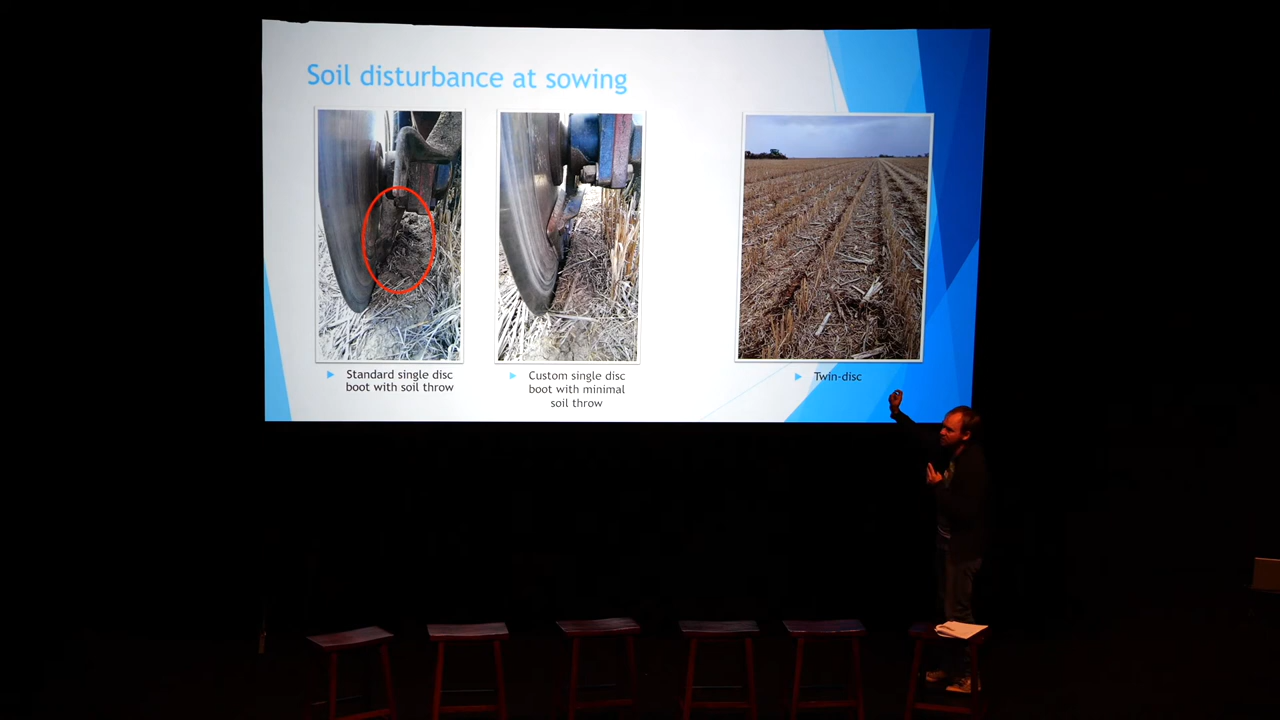 Soil disturbance at sowing
Standard single disc
boot with soil throw
Custom single disc
boot with minimal
soil throw
Twin-disc